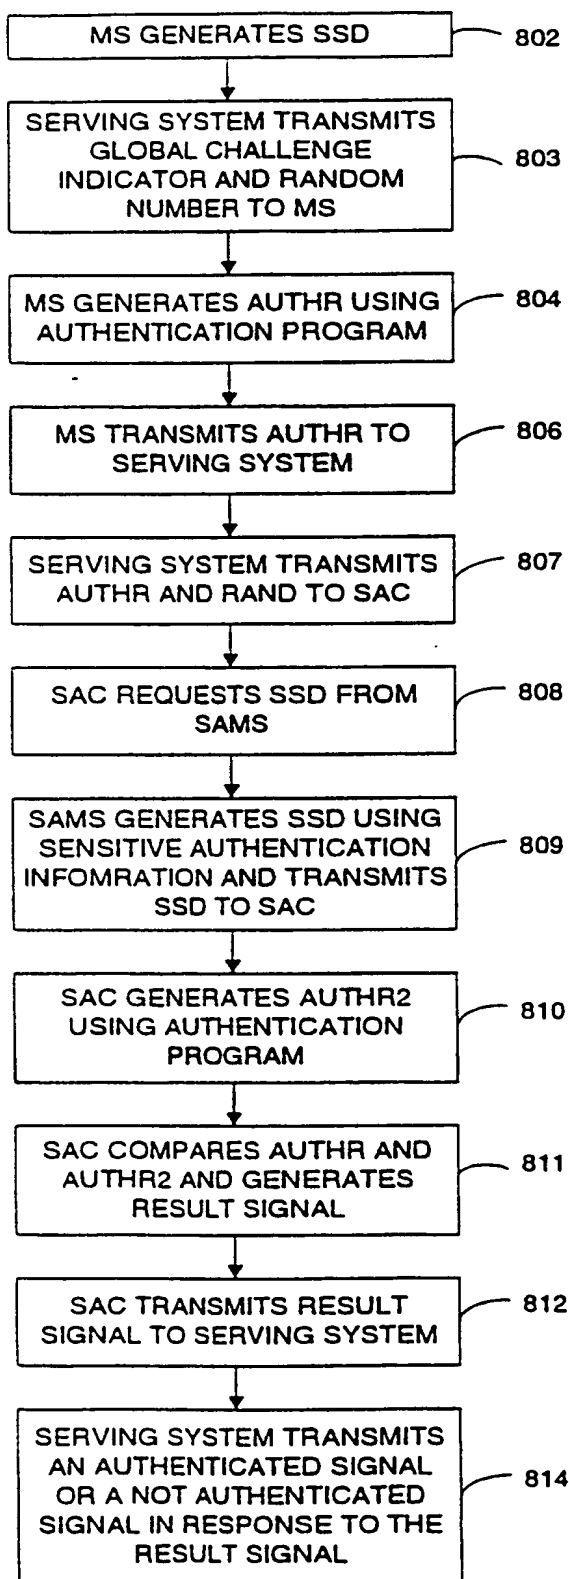 MS GENERATES SSD
802
SERVING SYSTEM TRANSMITS
GLOBAL CHALLENGE
INDICATOR AND RANDOM
NUMBER TO MS
803
MS GENERATES AUTHR USING
AUTHENTICATION PROGRAM
804
MS TRANSMITS AUTHR TO
SERVING SYSTEM
806
SERVING SYSTEM TRANSMITS
AUTHR AND RAND TO SAC
807
SAC REQUESTS SSD FROM
SAMS
808
SAMS GENERATES SSD USING
SENSITIVE AUTHENTICATION
INFOMRATION AND TRANSMITS
SSD TO SAC
809
SAC GENERATES AUTHR2
USING AUTHENTICATION
PROGRAM
810
SAC COMPARES AUTHR AND
AUTHR2 AND GENERATES
RESULT SIGNAL
811
SAC TRANSMITS RESULT
SIGNAL TO SERVING SYSTEM
812
SERVING SYSTEM TRANSMITS
AN AUTHENTICATED SIGNAL
OR A NOT AUTHENTICATED
SIGNAL IN RESPONSE TO THE
RESULT SIGNAL
814